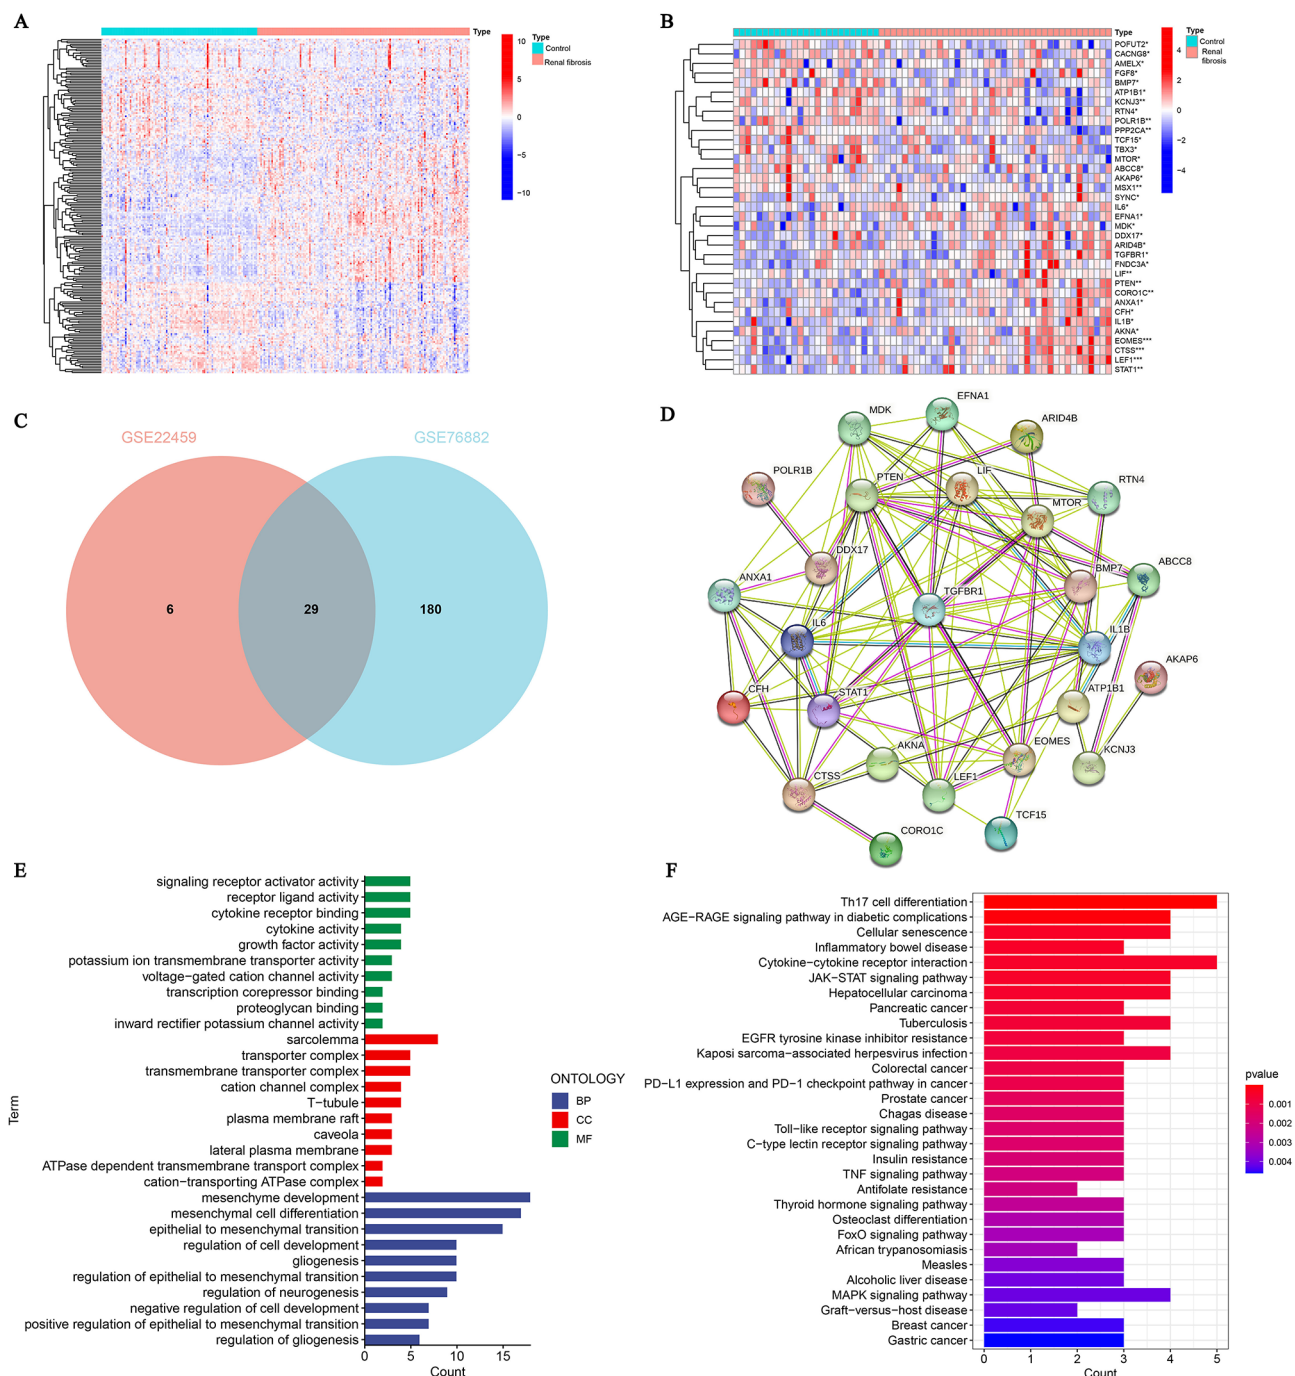 A
Type
Type
Control
Renal fibrosis
10
5
0
−5
−10
B
Type
Type
Control
Renal
fibrosis
4
2
0
−2
−4
POFUT2*
CACNG8*
AMELX*
FGF8*
BMP7*
ATP1B1*
KCNJ3**
RTN4*
POLR1B**
PPP2CA**
TCF15*
TBX3*
MTOR*
ABCC8*
AKAP6*
MSX1**
SYNC*
IL6*
EFNA1*
MDK*
DDX17*
ARID4B*
TGFBR1*
FNDC3A*
LIF**
PTEN**
CORO1C**
ANXA1*
CFH*
IL1B*
AKNA*
EOMES***
CTSS***
LEF1***
STAT1**
C
GSE22459
GSE76882
6
29
180
D
MDK
EFNA1
ARID4B
POLR1B
PTEN
LIF
RTN4
MTOR
DDX17
ANXA1
BMP7
ABCC8
TGFBR1
IL6
IL1B
AKAP6
CFH
STAT1
ATP1B1
AKNA
EOMES
KCNJ3
CTSS
LEF1
TCF15
CORO1C
E
Term
signaling receptor activator activity
receptor ligand activity
cytokine receptor binding
cytokine activity
growth factor activity
potassium ion transmembrane transporter activity
voltage−gated cation channel activity
transcription corepressor binding
proteoglycan binding
inward rectifier potassium channel activity
sarcolemma
transporter complex
transmembrane transporter complex
cation channel complex
T−tubule
plasma membrane raft
caveola
lateral plasma membrane
ATPase dependent transmembrane transport complex
cation−transporting ATPase complex
mesenchyme development
mesenchymal cell differentiation
epithelial to mesenchymal transition
regulation of cell development
gliogenesis
regulation of epithelial to mesenchymal transition
regulation of neurogenesis
negative regulation of cell development
positive regulation of epithelial to mesenchymal transition
regulation of gliogenesis
0 5 10 15
Count
ONTOLOGY
BP
CC
MF
F
Th17 cell differentiation
AGE−RAGE signaling pathway in diabetic complications
Cellular senescence
Inflammatory bowel disease
Cytokine−cytokine receptor interaction
JAK−STAT signaling pathway
Hepatocellular carcinoma
Pancreatic cancer
Tuberculosis
EGFR tyrosine kinase inhibitor resistance
Kaposi sarcoma−associated herpesvirus infection
Colorectal cancer
PD−L1 expression and PD−1 checkpoint pathway in cancer
Prostate cancer
Chagas disease
Toll−like receptor signaling pathway
C−type lectin receptor signaling pathway
Insulin resistance
TNF signaling pathway
Antifolate resistance
Thyroid hormone signaling pathway
Osteoclast differentiation
FoxO signaling pathway
African trypanosomiasis
Measles
Alcoholic liver disease
MAPK signaling pathway
Graft−versus−host disease
Breast cancer
Gastric cancer
0 1 2 3 4 5
Count
pvalue
0.001
0.002
0.003
0.004